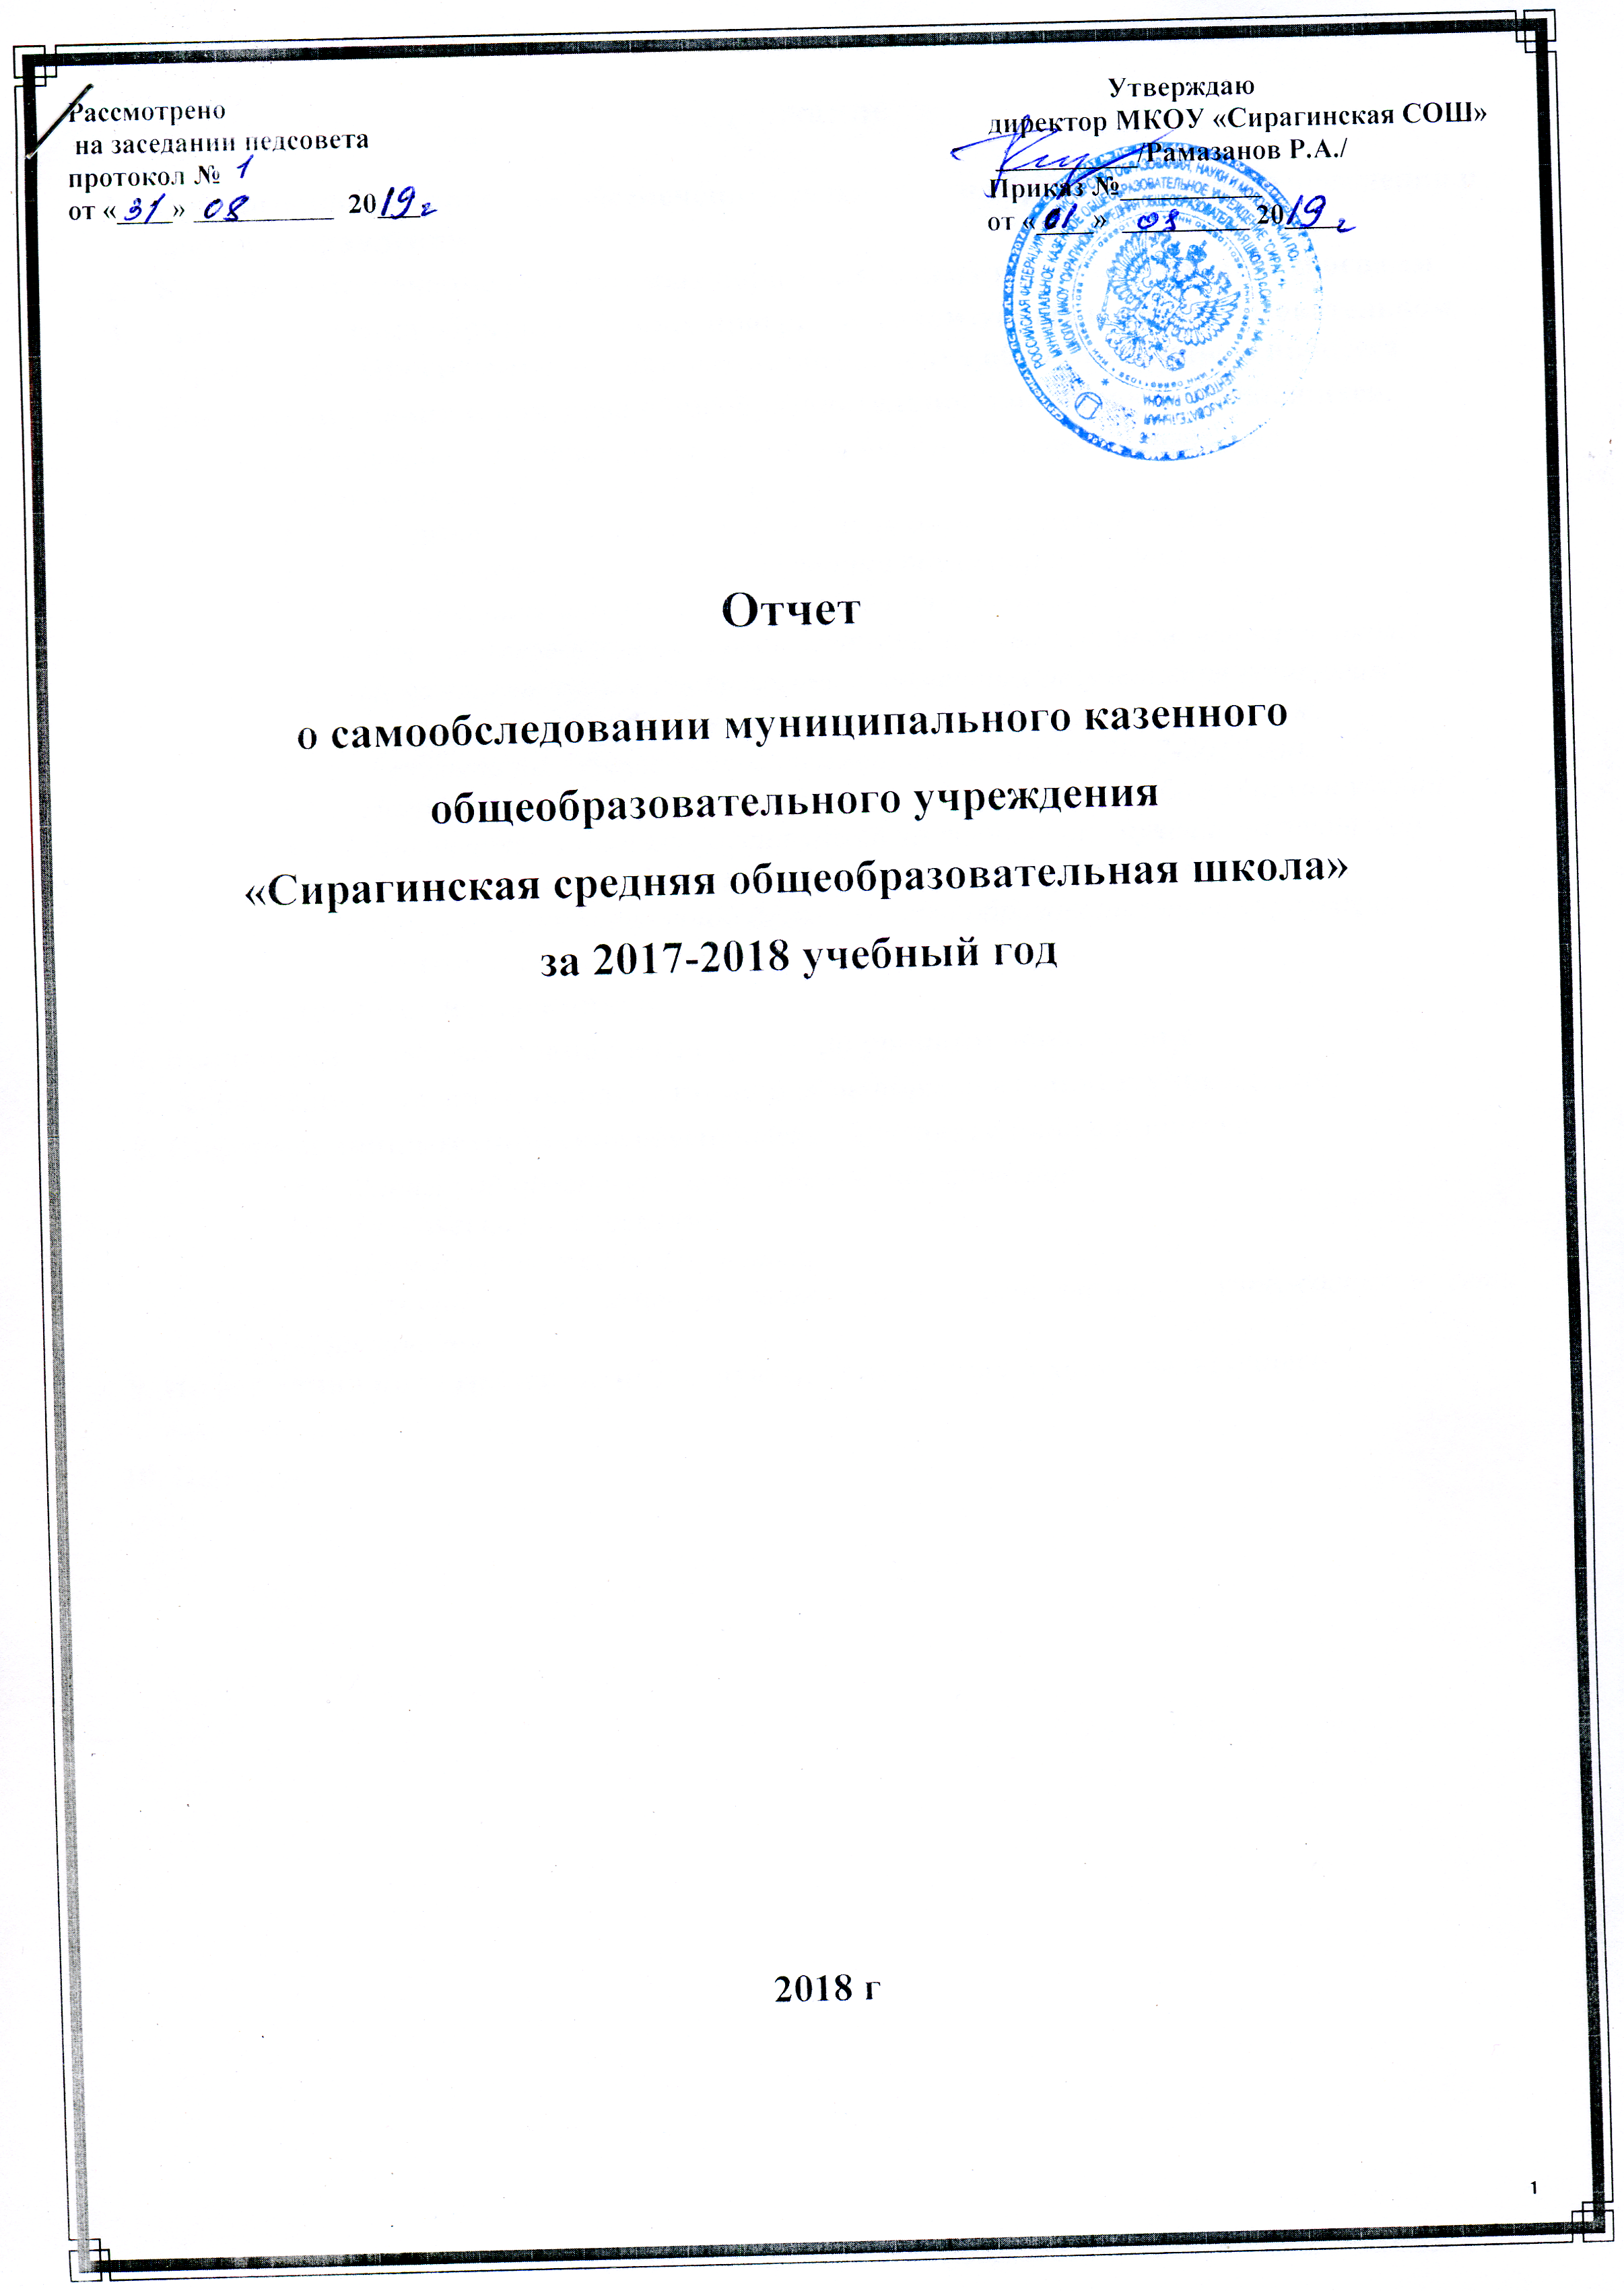 Рассмотрено
на заседании педсовета
протокол № 1
от «31» 08 2019 г
Утверждаю
директор МКОУ «Сирагинская СОШ»
/Рамазанов Р.А./
Приказ №
от «01» 09 2019 г
Отчет
о самообследовании муниципального казенного
общеобразовательного учреждения
«Сирагинская средняя общеобразовательная школа»
за 2017-2018 учебный год
2018 г
1